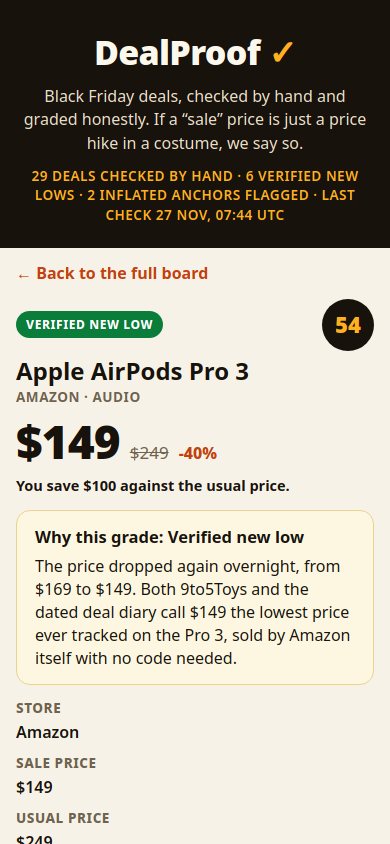 DealProof ✓
Black Friday deals, checked by hand and
graded honestly. If a “sale” price is just a price
hike in a costume, we say so.
29 DEALS CHECKED BY HAND · 6 VERIFIED NEW
LOWS · 2 INFLATED ANCHORS FLAGGED · LAST
CHECK 27 NOV, 07:44 UTC
← Back to the full board
VERIFIED NEW LOW
54
Apple AirPods Pro 3
AMAZON · AUDIO
$149 $249 -40%
You save $100 against the usual price.
Why this grade: Verified new low
The price dropped again overnight, from
$169 to $149. Both 9to5Toys and the
dated deal diary call $149 the lowest price
ever tracked on the Pro 3, sold by Amazon
itself with no code needed.
STORE
Amazon
SALE PRICE
$149
USUAL PRICE
$249